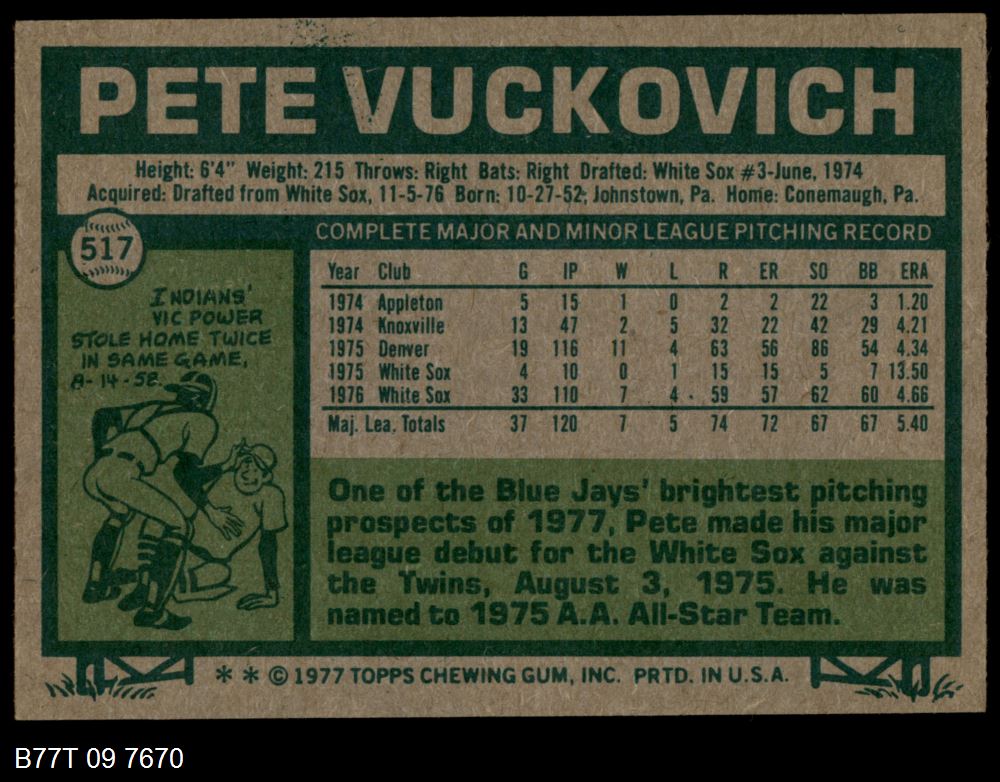 PETE VUCKOVICH
Height: 6'4" Weight: 215 Throws: Right Bats: Right Drafted: White Sox #3-June, 1974
Acquired: Drafted from White Sox, 11-5-76 Born: 10-27-52, Johnstown, Pa. Home: Conemaugh, Pa.
517
INDIANS'
VIC POWER
STOLE HOME TWICE
IN SAME GAME,
8-14-58.
COMPLETE MAJOR AND MINOR LEAGUE PITCHING RECORD
Year Club G IP W L R ER SO BB ERA
1974 Appleton 5 15 1 0 2 2 22 3 1.20
1974 Knoxville 13 47 2 5 32 22 42 29 4.21
1975 Denver 19 116 11 4 63 56 86 54 4.34
1975 White Sox 4 10 0 1 15 15 5 7 13.50
1976 White Sox 33 110 7 4 59 57 62 60 4.66
Maj. Lea. Totals 37 120 7 5 74 72 67 67 5.40
One of the Blue Jays' brightest pitching
prospects of 1977, Pete made his major
league debut for the White Sox against
the Twins, August 3, 1975. He was
named to 1975 A.A. All-Star Team.
* * © 1977 TOPPS CHEWING GUM, INC. PRTD. IN U.S.A.
B77T 09 7670